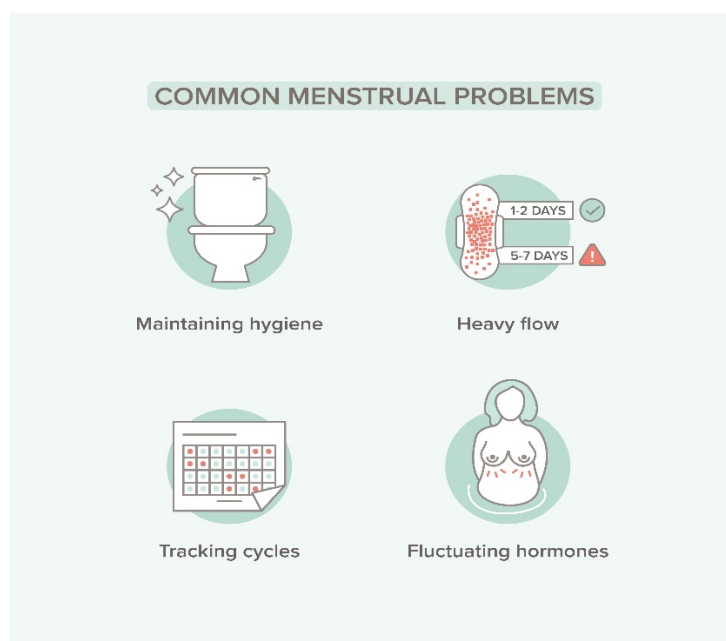 COMMON MENSTRUAL PROBLEMS
1-2 DAYS
5-7 DAYS
!
Maintaining hygiene
Heavy flow
Tracking cycles
Fluctuating hormones